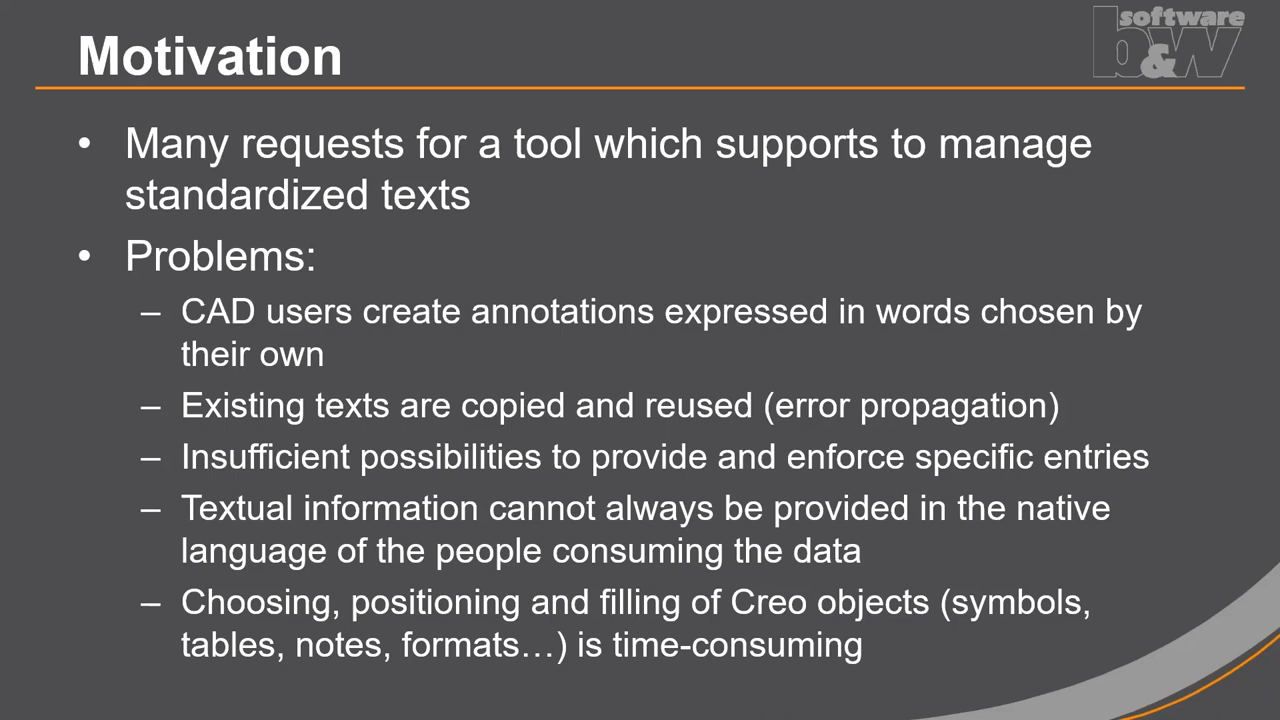 software
b&w
Motivation
• Many requests for a tool which supports to manage
standardized texts
• Problems:
– CAD users create annotations expressed in words chosen by
their own
– Existing texts are copied and reused (error propagation)
– Insufficient possibilities to provide and enforce specific entries
– Textual information cannot always be provided in the native
language of the people consuming the data
– Choosing, positioning and filling of Creo objects (symbols,
tables, notes, formats…) is time-consuming